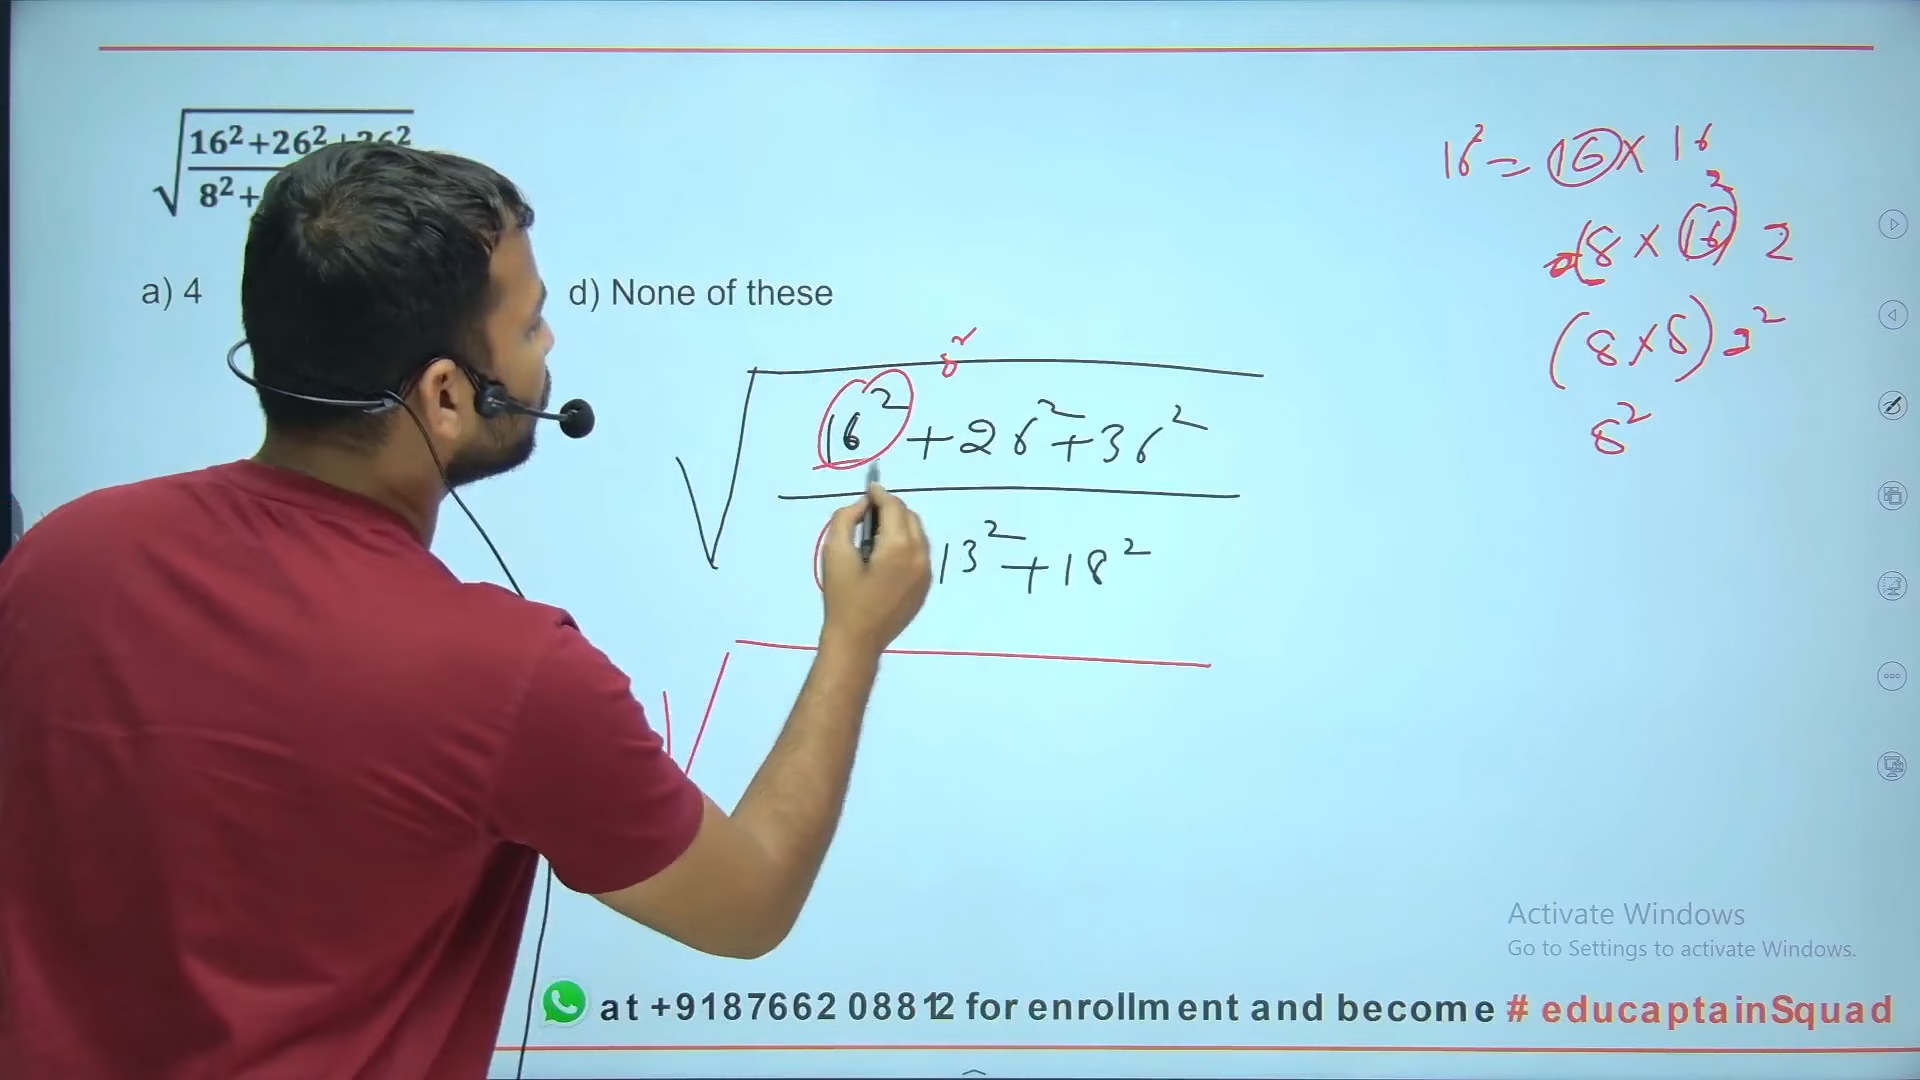 √16²+26²+36²
8²+
a) 4
d) None of these
8²
√16² + 26² + 36²
13² + 18²
16² = 16 × 16
(8 × 16) 2
(8 × 8) 2²
8²
Activate Windows
Go to Settings to activate Windows.
at +9187662 08812 for enrollment and become # educaptainSquad